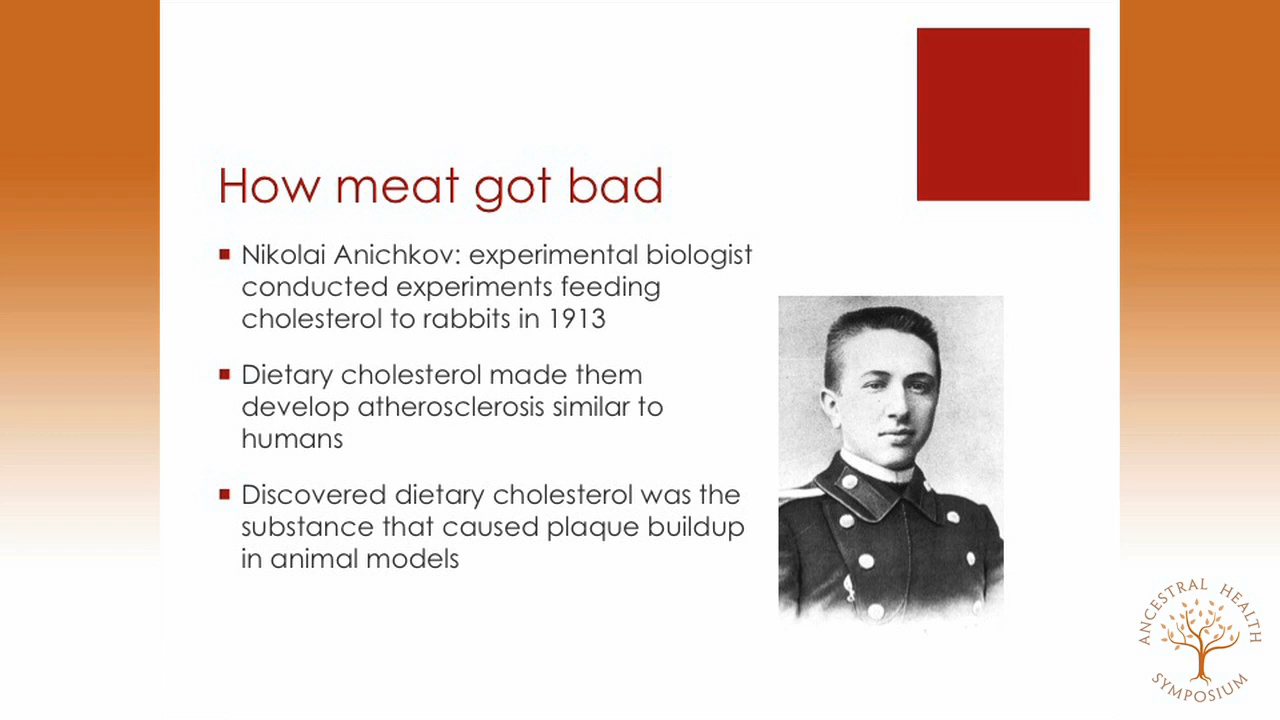 How meat got bad
▪ Nikolai Anichkov: experimental biologist
conducted experiments feeding
cholesterol to rabbits in 1913
▪ Dietary cholesterol made them
develop atherosclerosis similar to
humans
▪ Discovered dietary cholesterol was the
substance that caused plaque buildup
in animal models
ANCESTRAL HEALTH
SYMPOSIUM